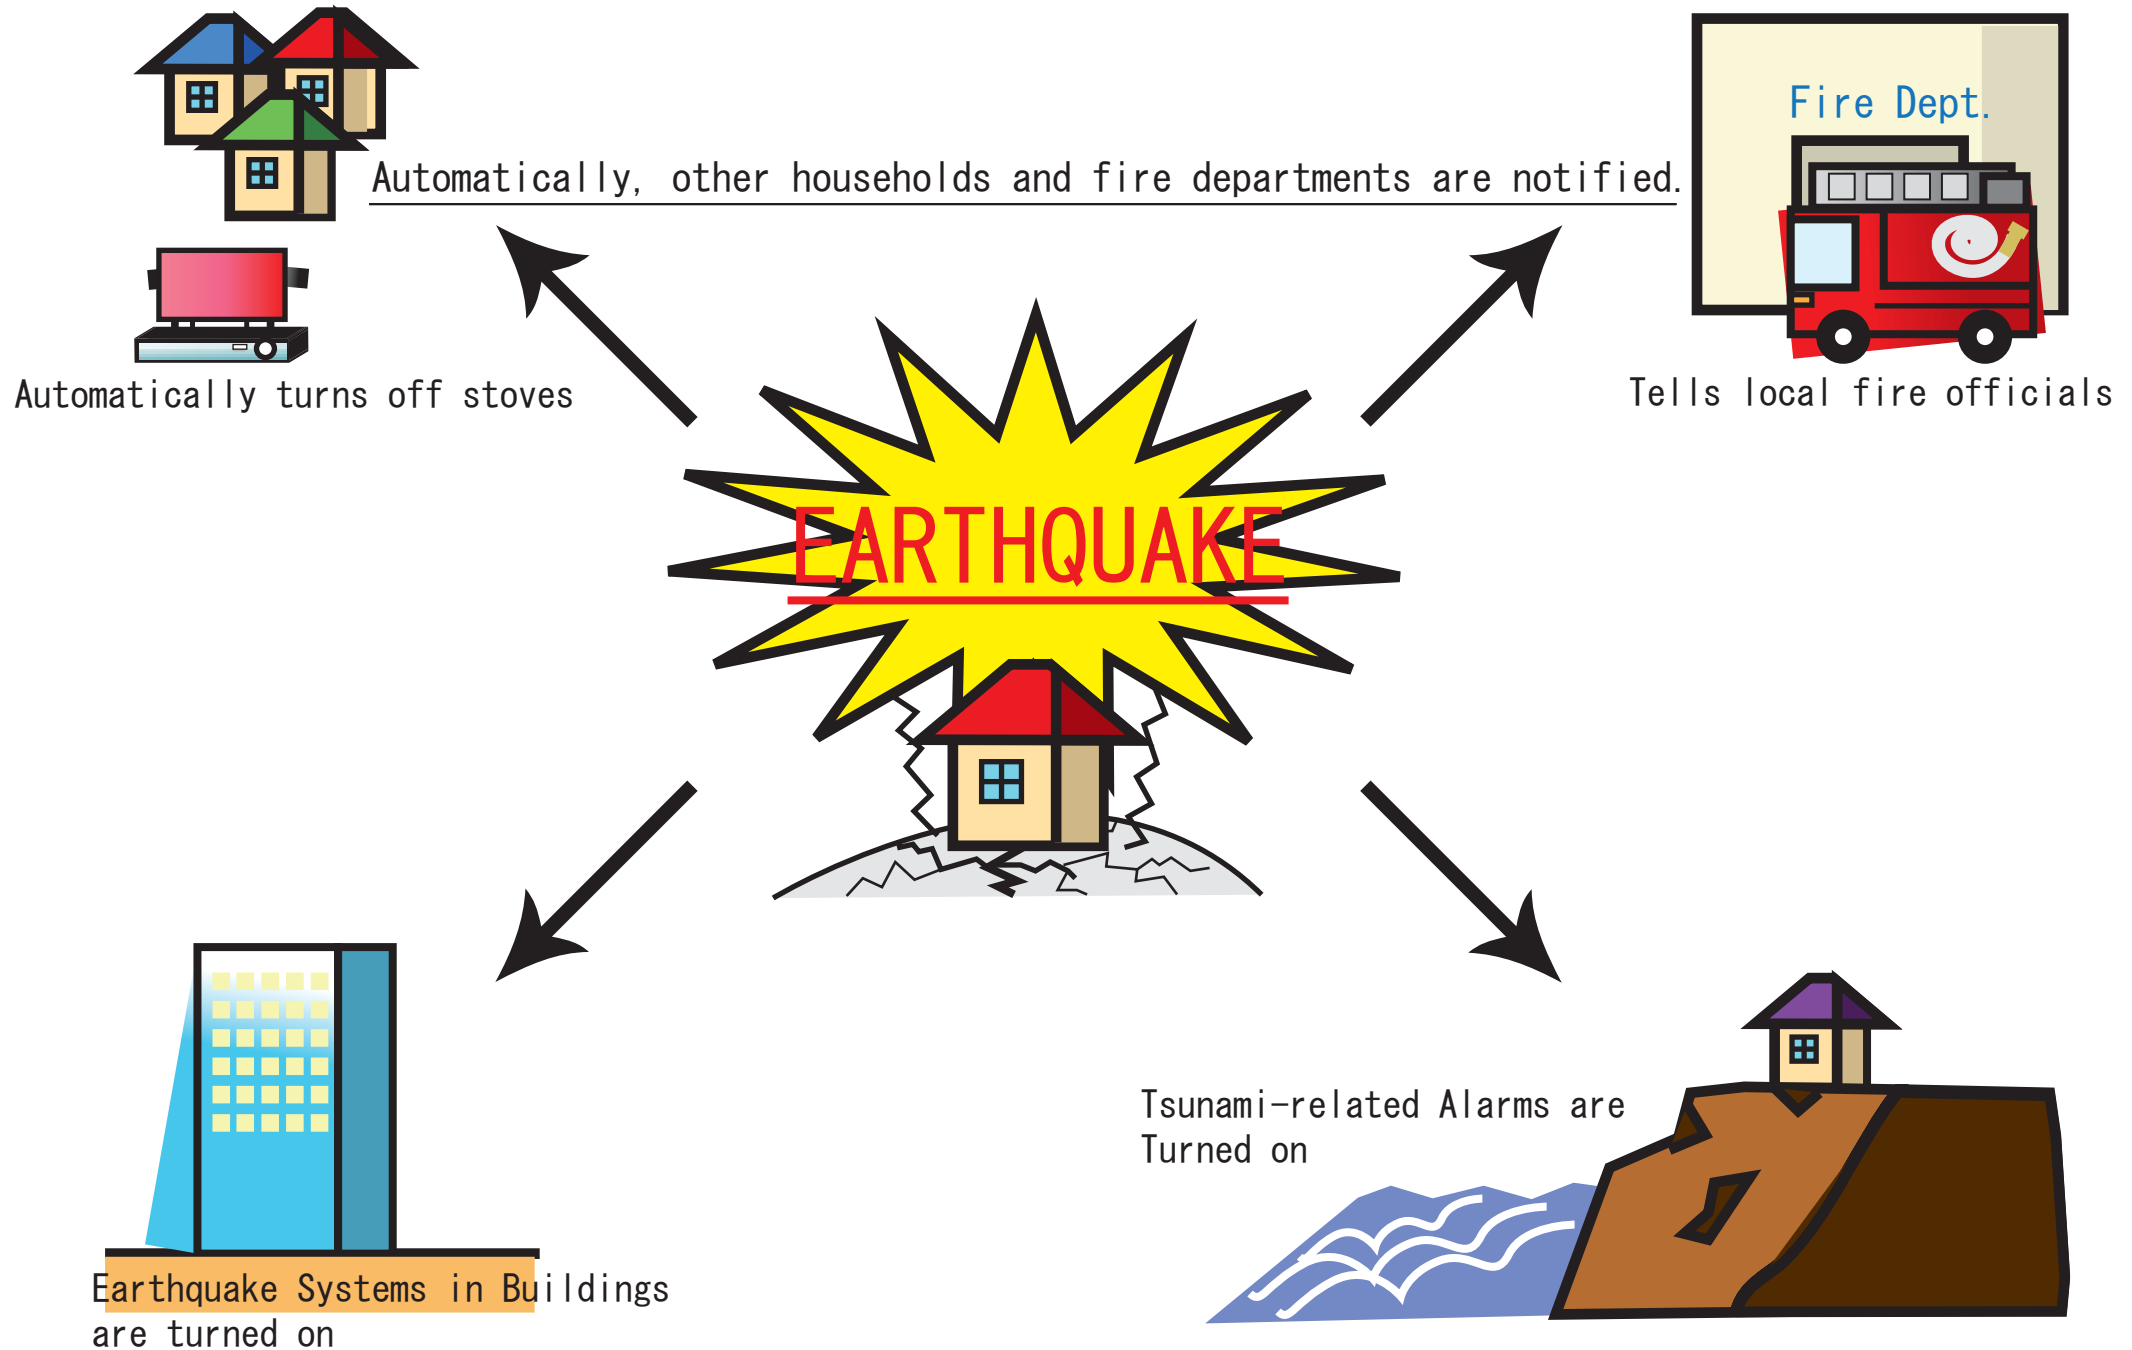 Fire Dept.
Automatically, other households and fire departments are notified.
Automatically turns off stoves
Tells local fire officials
EARTHQUAKE
Tsunami-related Alarms are
Turned on
Earthquake Systems in Buildings
are turned on